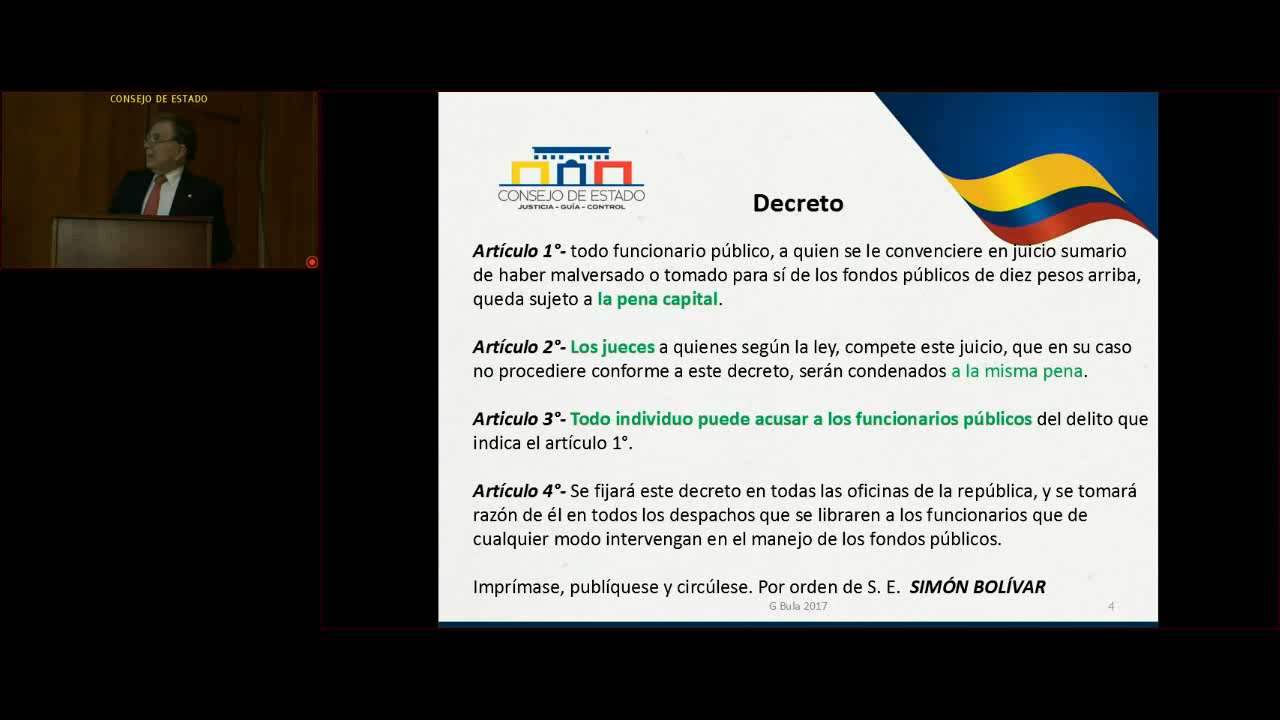 CONSEJO DE ESTADO
CONSEJO DE ESTADO
JUSTICIA - GUÍA - CONTROL
Decreto
Artículo 1°- todo funcionario público, a quien se le convenciere en juicio sumario
de haber malversado o tomado para sí de los fondos públicos de diez pesos arriba,
queda sujeto a la pena capital.
Artículo 2°- Los jueces a quienes según la ley, compete este juicio, que en su caso
no procediere conforme a este decreto, serán condenados a la misma pena.
Articulo 3°- Todo individuo puede acusar a los funcionarios públicos del delito que
indica el artículo 1°.
Artículo 4°- Se fijará este decreto en todas las oficinas de la república, y se tomará
razón de él en todos los despachos que se libraren a los funcionarios que de
cualquier modo intervengan en el manejo de los fondos públicos.
Imprímase, publíquese y circúlese. Por orden de S. E. SIMÓN BOLÍVAR
G Bula 2017
4